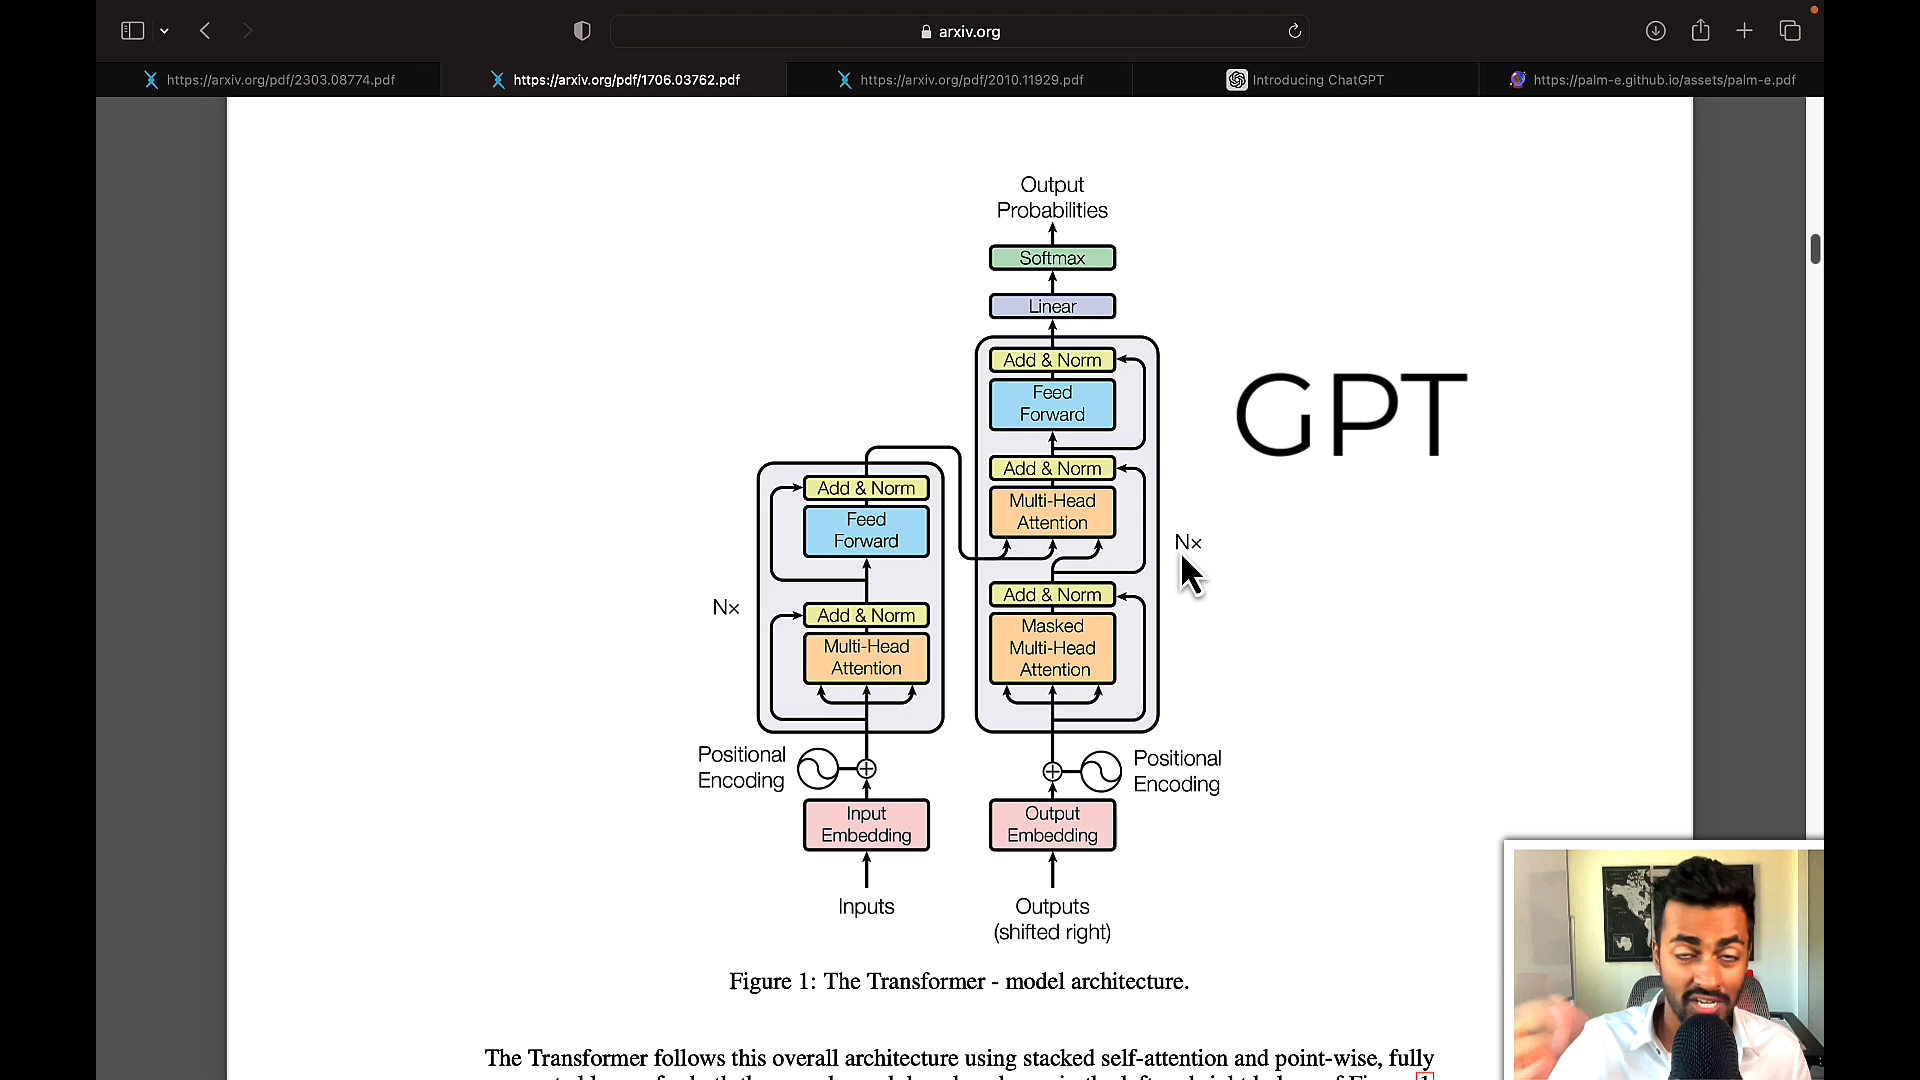 arxiv.org
https://arxiv.org/pdf/2303.08774.pdf
https://arxiv.org/pdf/1706.03762.pdf
https://arxiv.org/pdf/2010.11929.pdf
Introducing ChatGPT
https://palm-e.github.io/assets/palm-e.pdf
Output
Probabilities
Softmax
Linear
Add & Norm
Feed
Forward
Add & Norm
Multi-Head
Attention
Nx
Add & Norm
Masked
Multi-Head
Attention
GPT
Add & Norm
Feed
Forward
Nx
Add & Norm
Multi-Head
Attention
Positional
Encoding
Positional
Encoding
Input
Embedding
Output
Embedding
Inputs
Outputs
(shifted right)
Figure 1: The Transformer - model architecture.
The Transformer follows this overall architecture using stacked self-attention and point-wise, fully